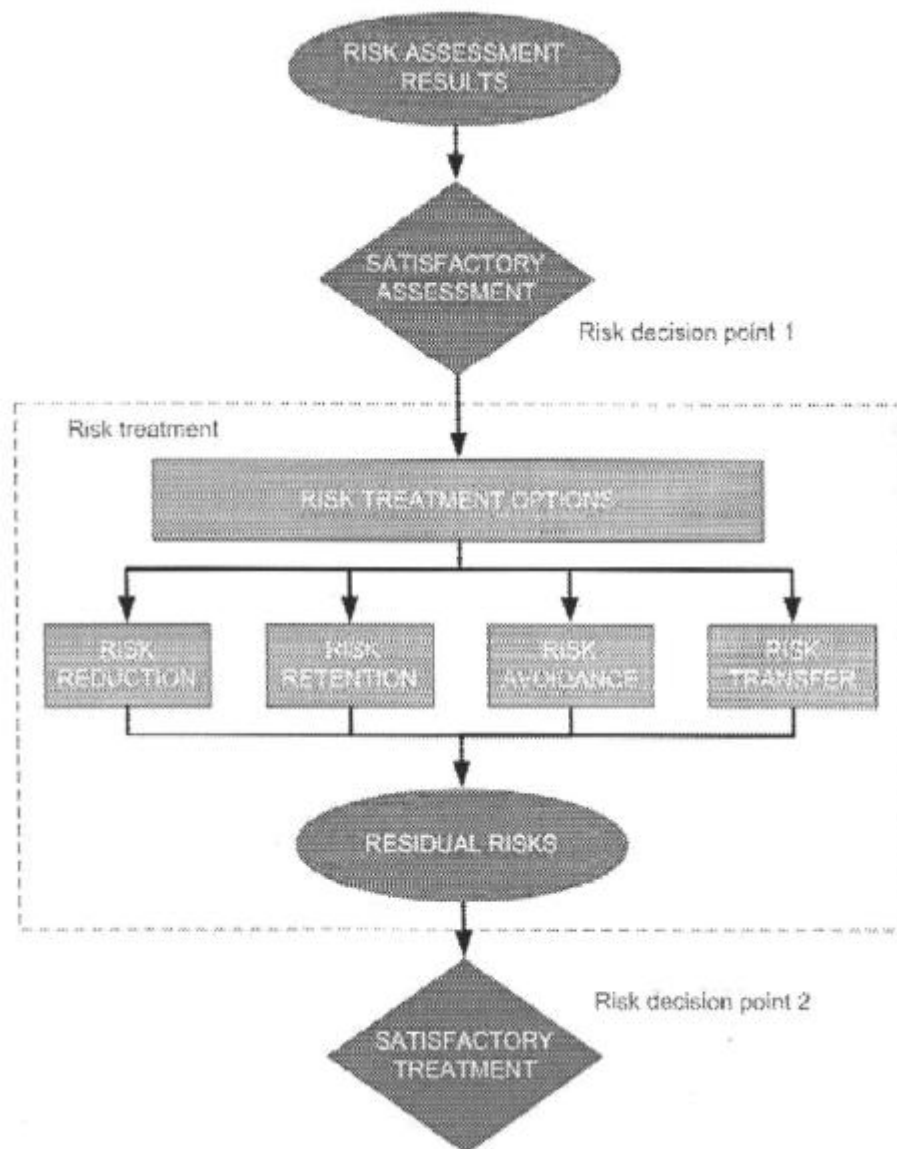 RISK ASSESSMENT
RESULTS
SATISFACTORY
ASSESSMENT
Risk decision point 1
Risk treatment
RISK TREATMENT OPTIONS
RISK
REDUCTION
RISK
RETENTION
RISK
AVOIDANCE
RISK
TRANSFER
RESIDUAL RISKS
Risk decision point 2
SATISFACTORY
TREATMENT